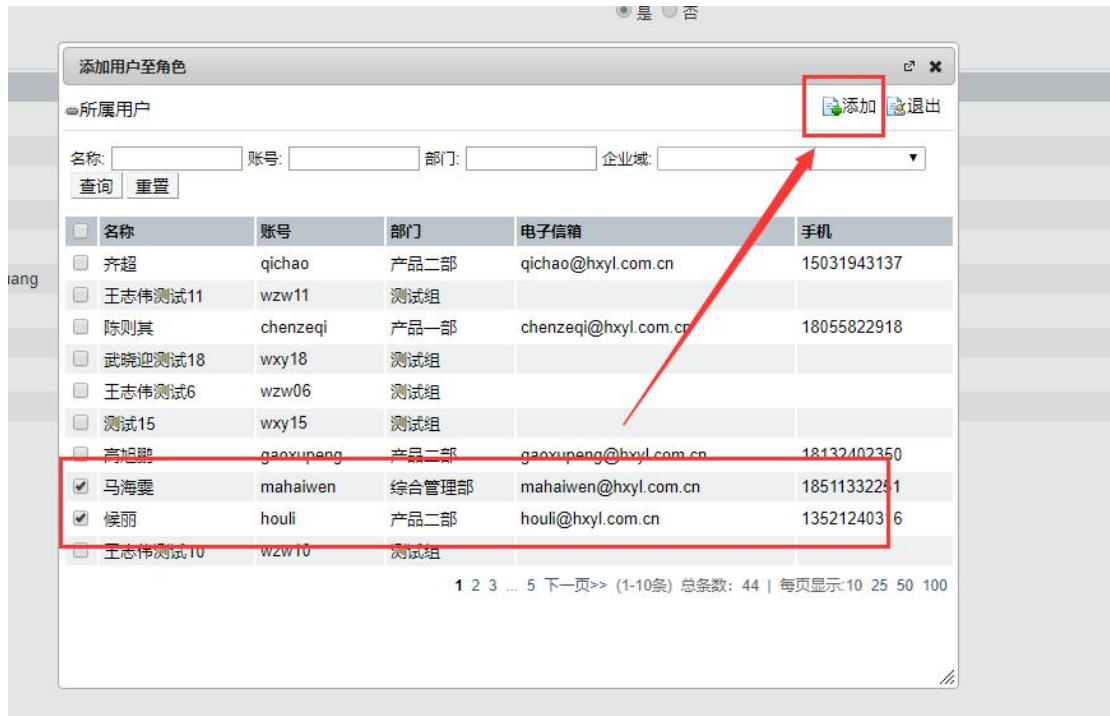 是 否
添加用户至角色
所属用户 添加 退出
名称: 账号: 部门: 企业域:
查询 重置
名称 账号 部门 电子信箱 手机
齐超 qichao 产品二部 qichao@hxyl.com.cn 15031943137
王志伟测试11 wzw11 测试组
陈则其 chenzeqi 产品一部 chenzeqi@hxyl.com.cn 18055822918
uang
武晓迎测试18 wxy18 测试组
王志伟测试6 wzw06 测试组
测试15 wxy15 测试组
高旭鹏 gaoxupeng 产品二部 gaoxupeng@hxyl.com.cn 18132402350
马海雯 mahaiwen 综合管理部 mahaiwen@hxyl.com.cn 18511332251
候丽 houli 产品二部 houli@hxyl.com.cn 13521240316
王志伟测试10 wzw10 测试组
1 2 3 ... 5 下一页>> (1-10条) 总条数: 44 | 每页显示:10 25 50 100